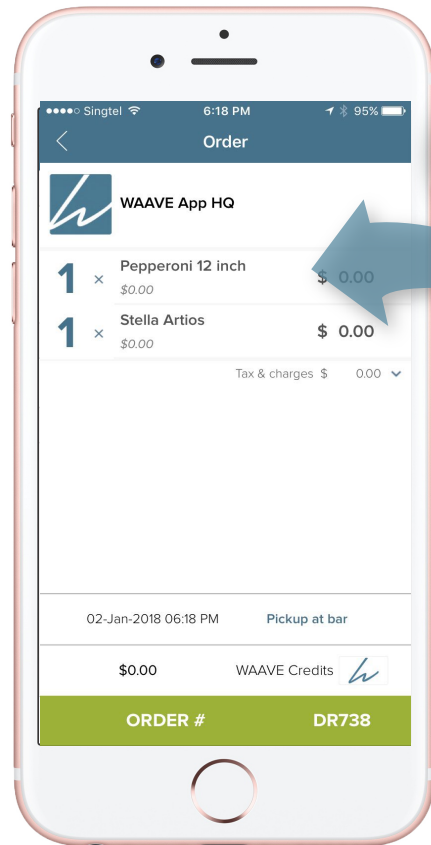 Singtel 6:18 PM 95%
Order
WAAVE App HQ
1 × Pepperoni 12 inch $ 0.00
$0.00
1 × Stella Artios $ 0.00
$0.00
Tax & charges $ 0.00
02-Jan-2018 06:18 PM Pickup at bar
$0.00 WAAVE Credits
ORDER # DR738